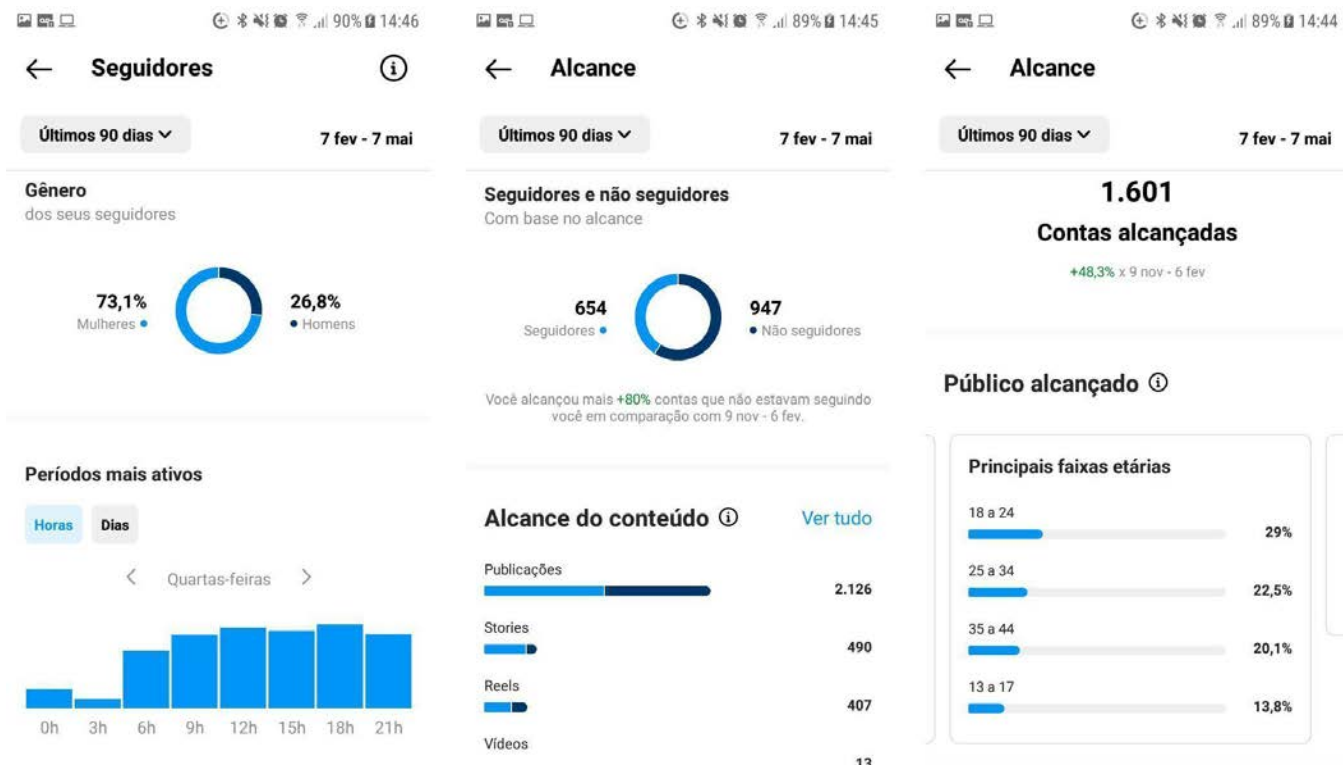 90% 14:46
Seguidores
Últimos 90 dias
7 fev - 7 mai
Gênero
dos seus seguidores
73,1%
Mulheres
26,8%
Homens
Períodos mais ativos
Horas
Dias
Quartas-feiras
0h 3h 6h 9h 12h 15h 18h 21h
89% 14:45
Alcance
Últimos 90 dias
7 fev - 7 mai
Seguidores e não seguidores
Com base no alcance
654
Seguidores
947
Não seguidores
Você alcançou mais +80% contas que não estavam seguindo
você em comparação com 9 nov - 6 fev.
Alcance do conteúdo
Ver tudo
Publicações
2.126
Stories
490
Reels
407
Vídeos
13
89% 14:44
Alcance
Últimos 90 dias
7 fev - 7 mai
1.601
Contas alcançadas
+48,3% x 9 nov - 6 fev
Público alcançado
Principais faixas etárias
18 a 24
29%
25 a 34
22,5%
35 a 44
20,1%
13 a 17
13,8%